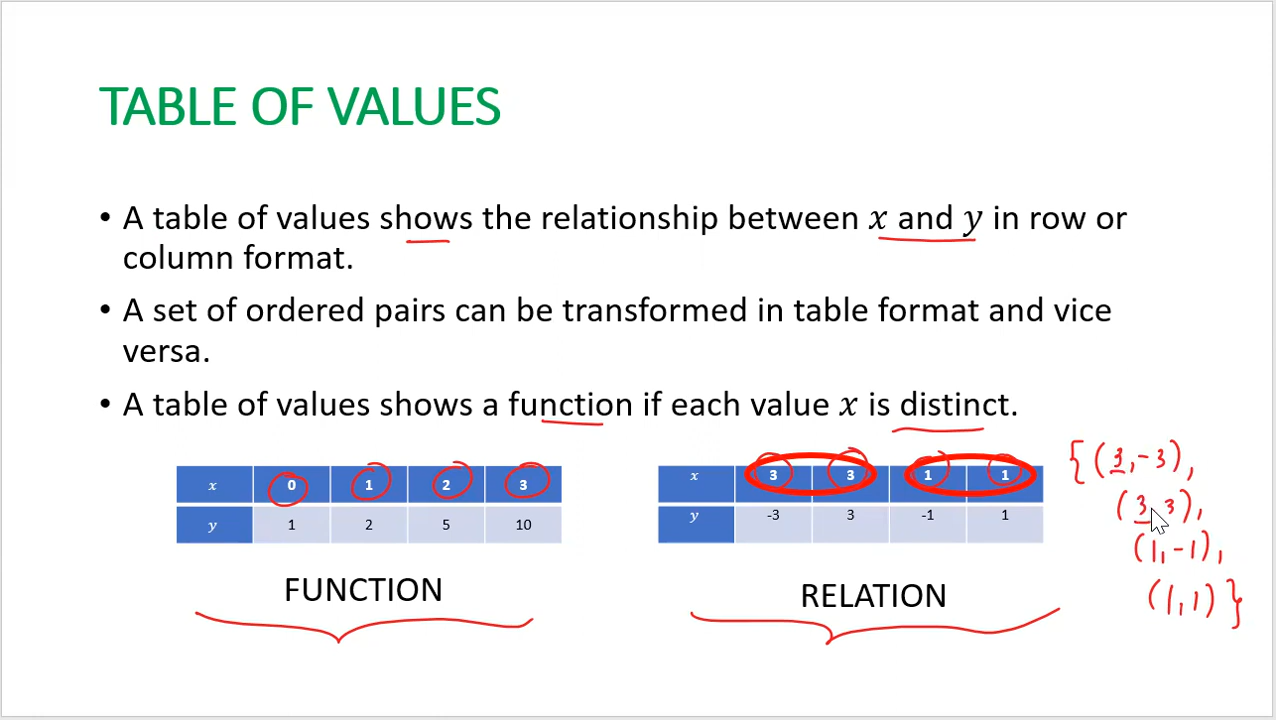 TABLE OF VALUES
• A table of values shows the relationship between x and y in row or
column format.
• A set of ordered pairs can be transformed in table format and vice
versa.
• A table of values shows a function if each value x is distinct.
x 0 1 2 3
y 1 2 5 10
FUNCTION
x 3 3 1 1
y -3 3 -1 1
RELATION
{(3,-3),
(3,3),
(1,-1),
(1,1)}